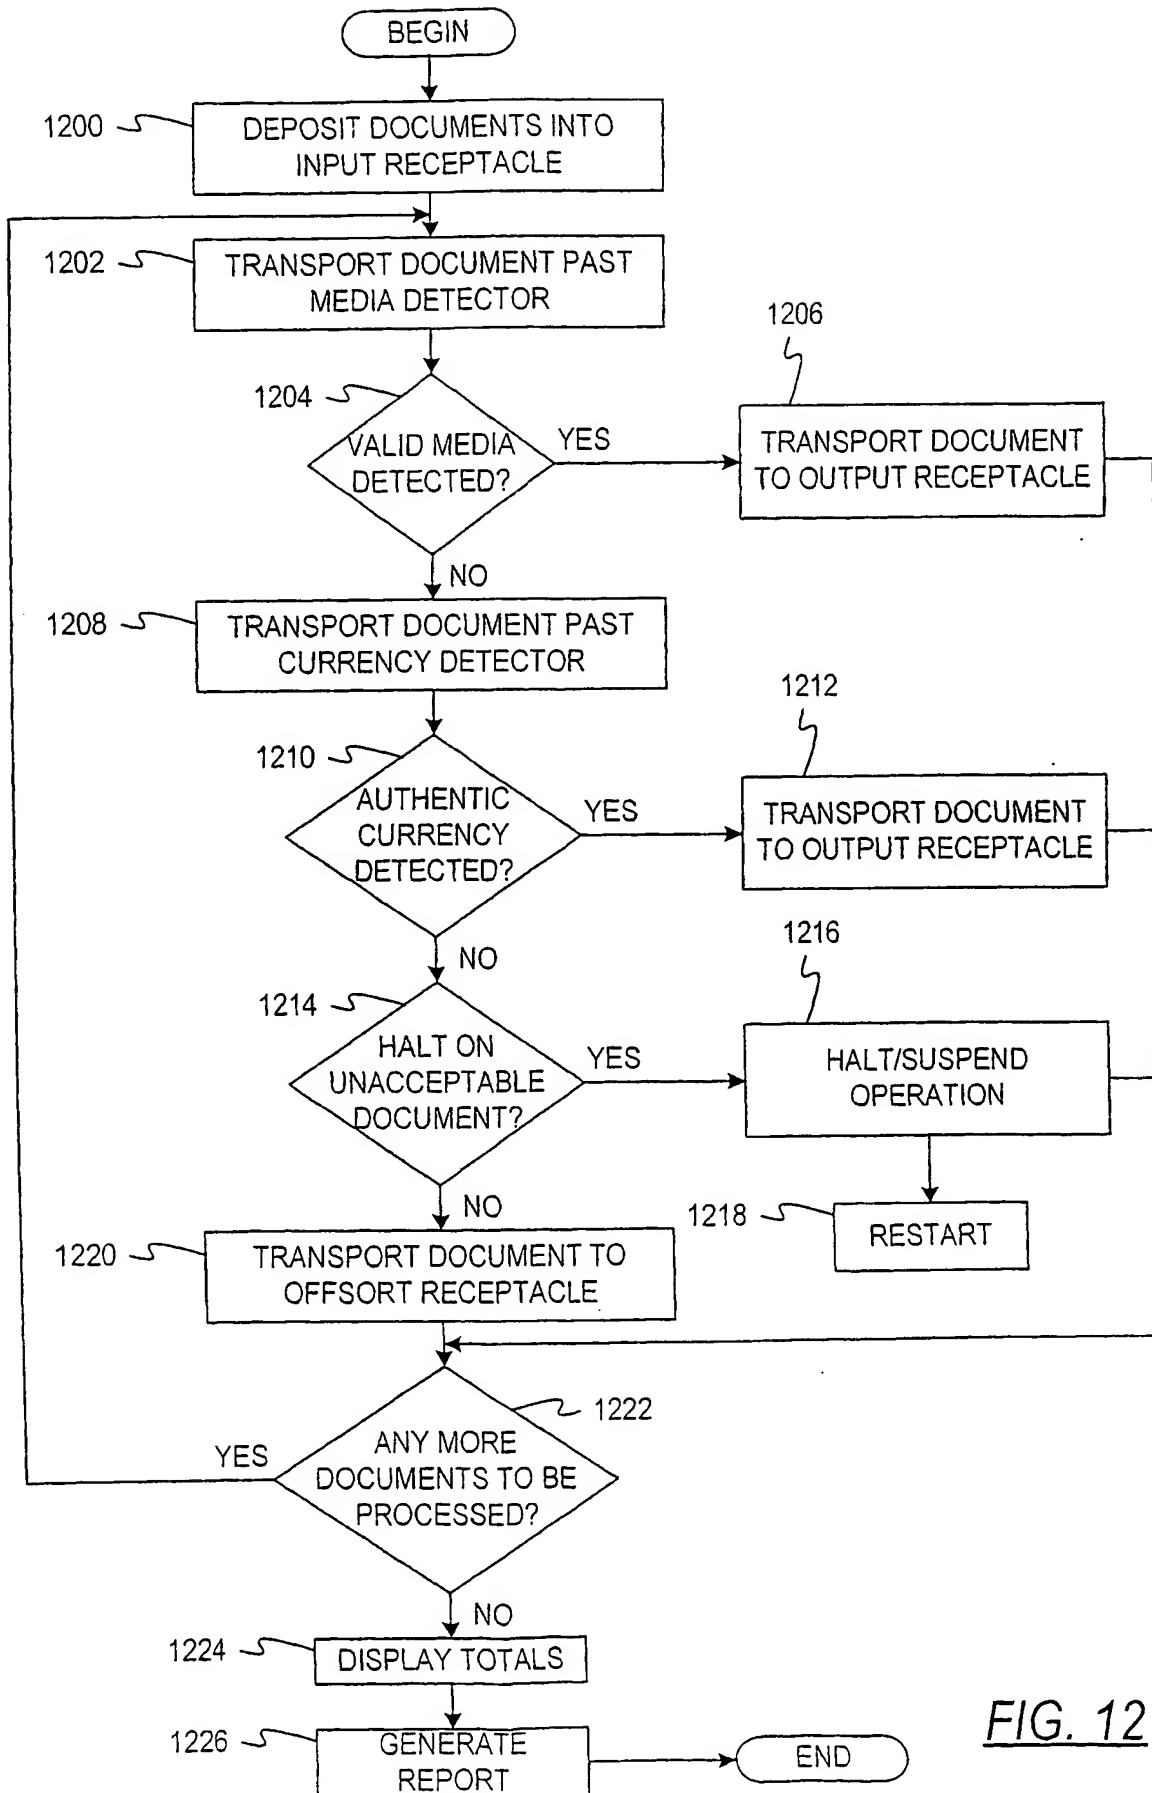 BEGIN
1200
DEPOSIT DOCUMENTS INTO
INPUT RECEPTACLE
1202
TRANSPORT DOCUMENT PAST
MEDIA DETECTOR
1204
VALID MEDIA
DETECTED?
YES
1206
TRANSPORT DOCUMENT
TO OUTPUT RECEPTACLE
NO
1208
TRANSPORT DOCUMENT PAST
CURRENCY DETECTOR
1210
AUTHENTIC
CURRENCY
DETECTED?
YES
1212
TRANSPORT DOCUMENT
TO OUTPUT RECEPTACLE
NO
1214
HALT ON
UNACCEPTABLE
DOCUMENT?
YES
1216
HALT/SUSPEND
OPERATION
1218
RESTART
NO
1220
TRANSPORT DOCUMENT TO
OFFSORT RECEPTACLE
1222
ANY MORE
DOCUMENTS TO BE
PROCESSED?
YES
NO
1224
DISPLAY TOTALS
1226
GENERATE
REPORT
END
FIG. 12